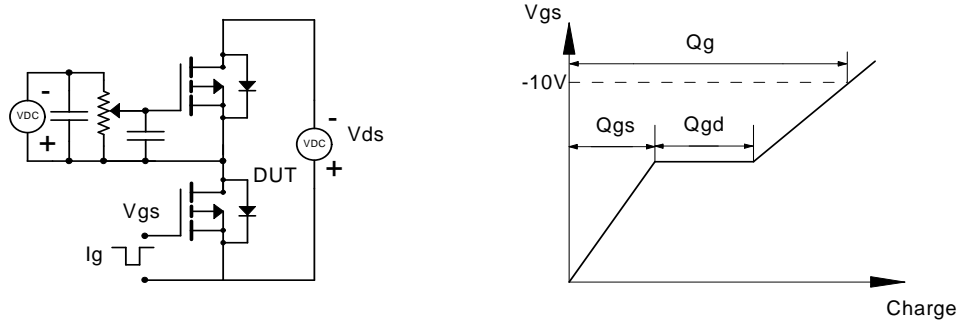 -
VDC
+
Vgs
Ig
DUT
-
VDC
+
Vds
Vgs
Qg
-10V
Qgs
Qgd
Charge